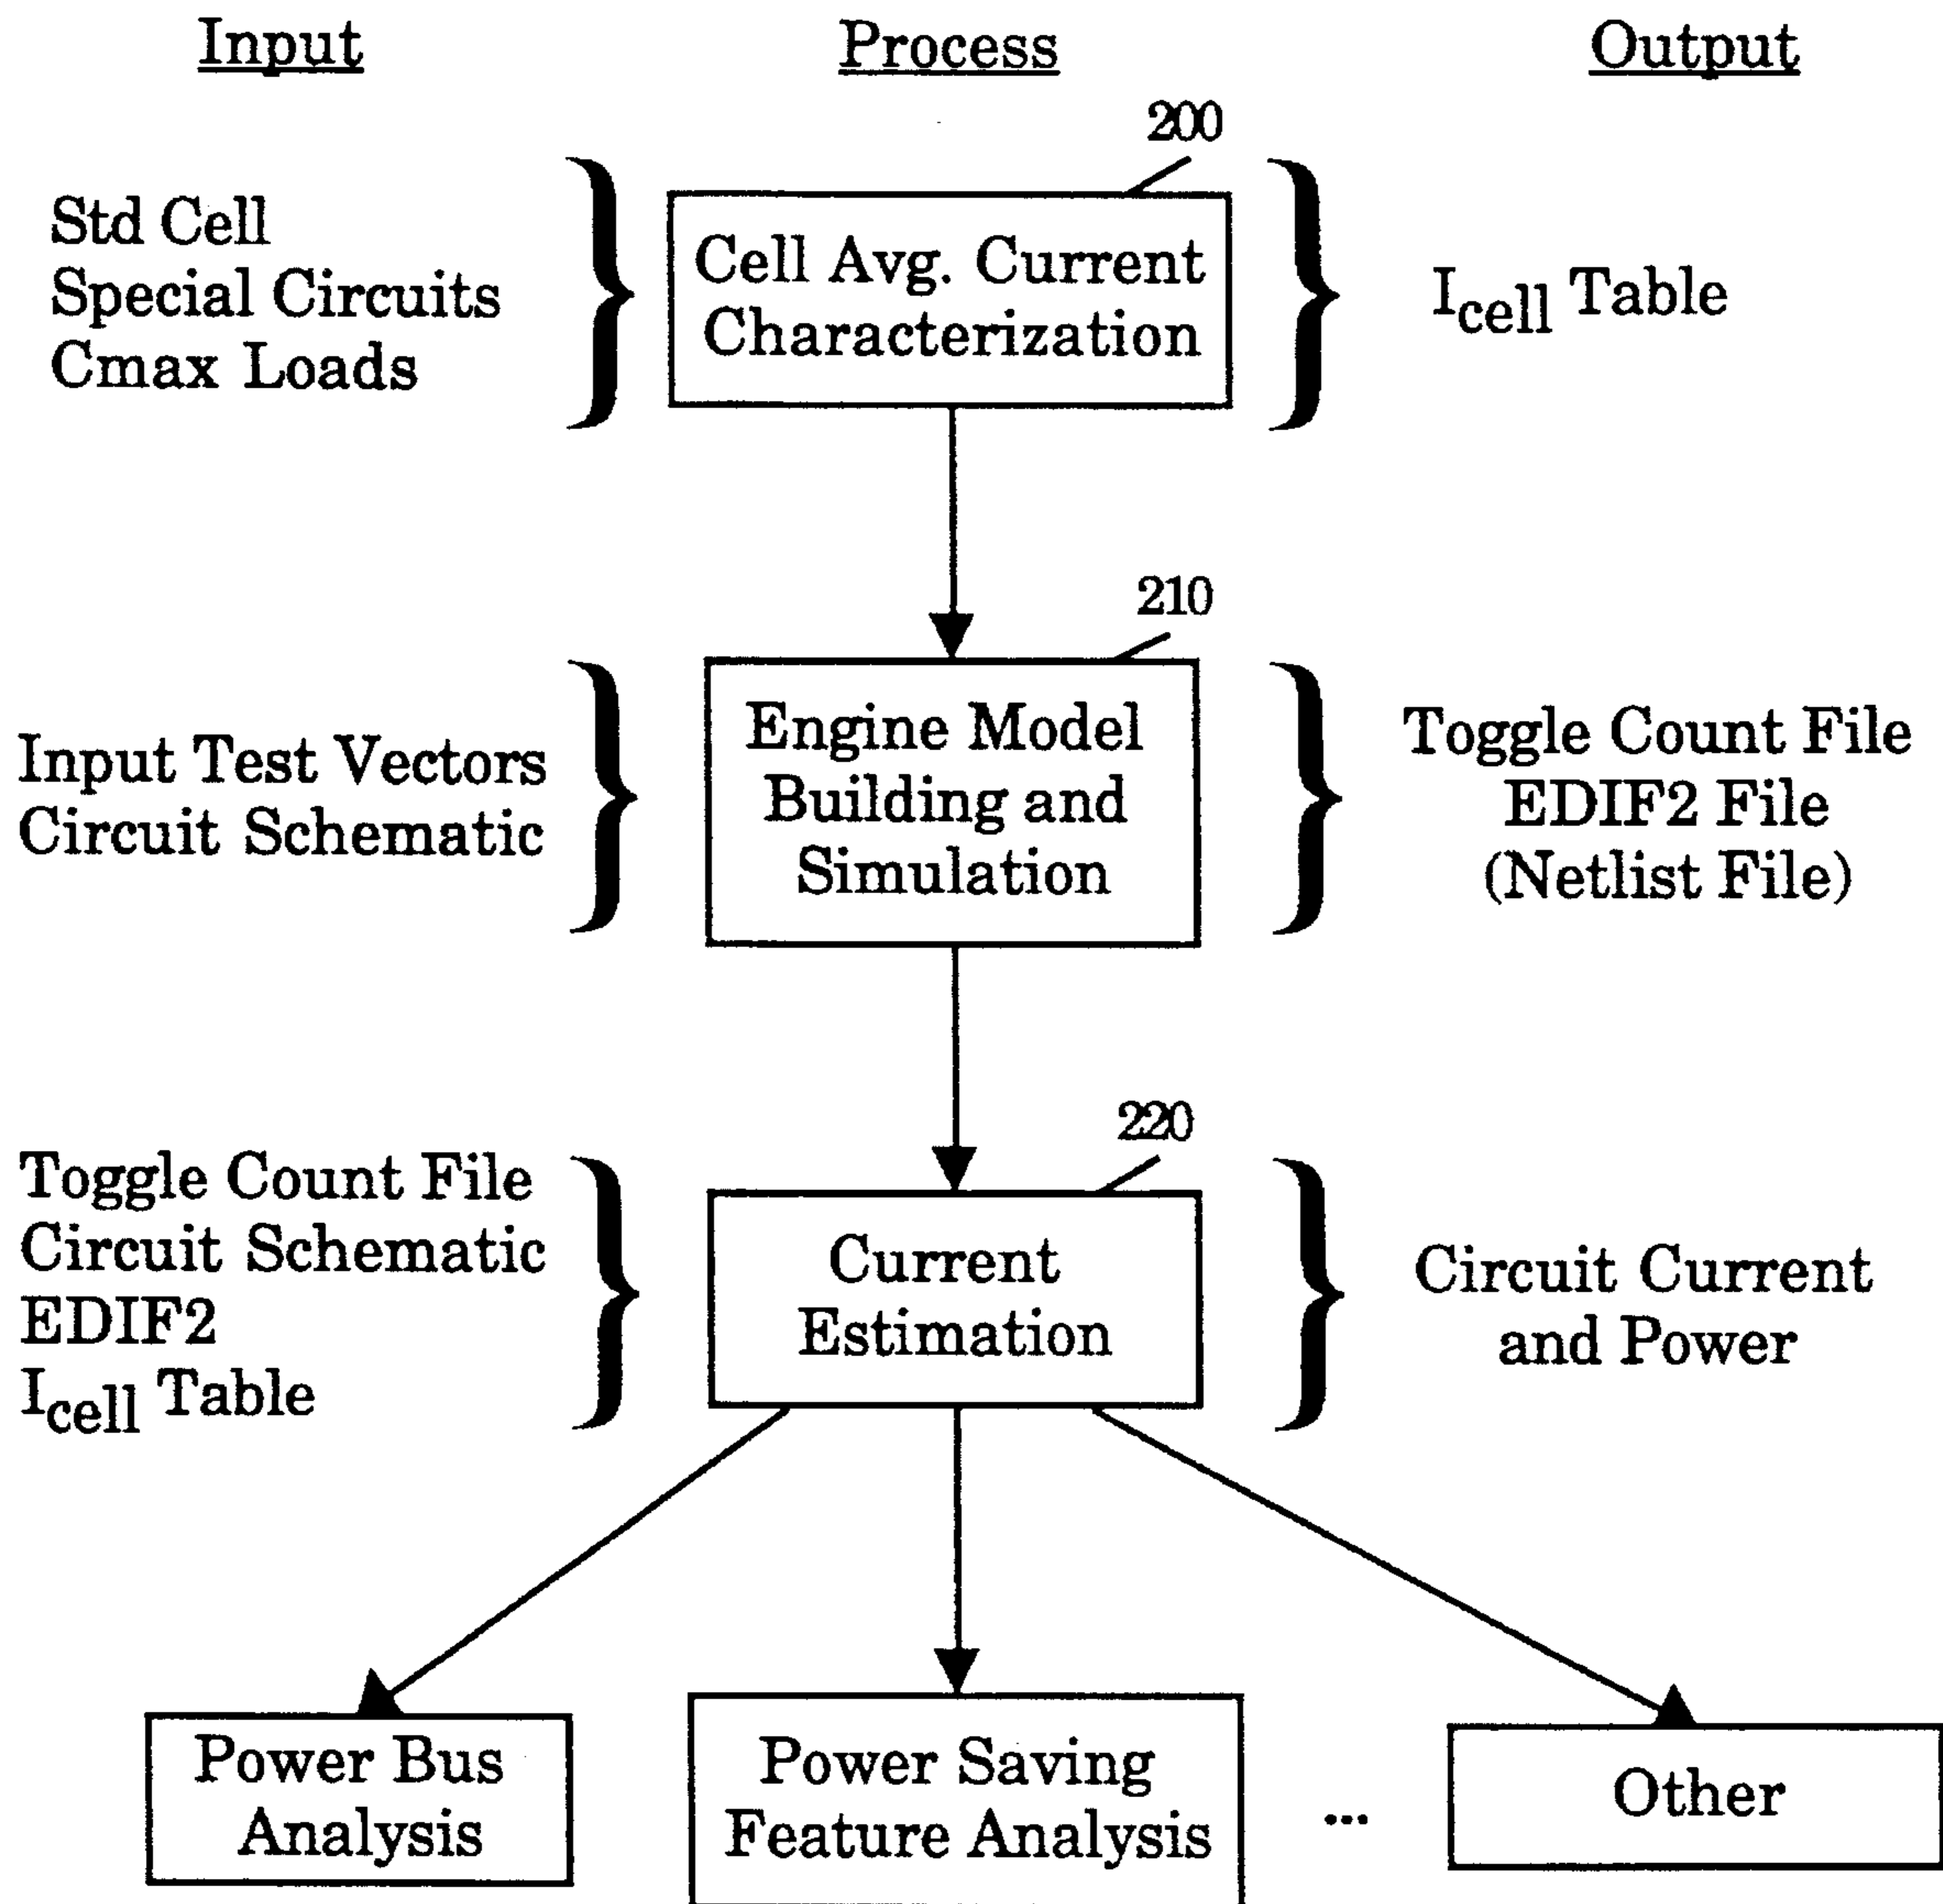 Input
Process
Output
200
Std Cell
Special Circuits
Cmax Loads
Cell Avg. Current
Characterization
Icell Table
210
Input Test Vectors
Circuit Schematic
Engine Model
Building and
Simulation
Toggle Count File
EDIF2 File
(Netlist File)
220
Toggle Count File
Circuit Schematic
EDIF2
Icell Table
Current
Estimation
Circuit Current
and Power
Power Bus
Analysis
Power Saving
Feature Analysis
...
Other